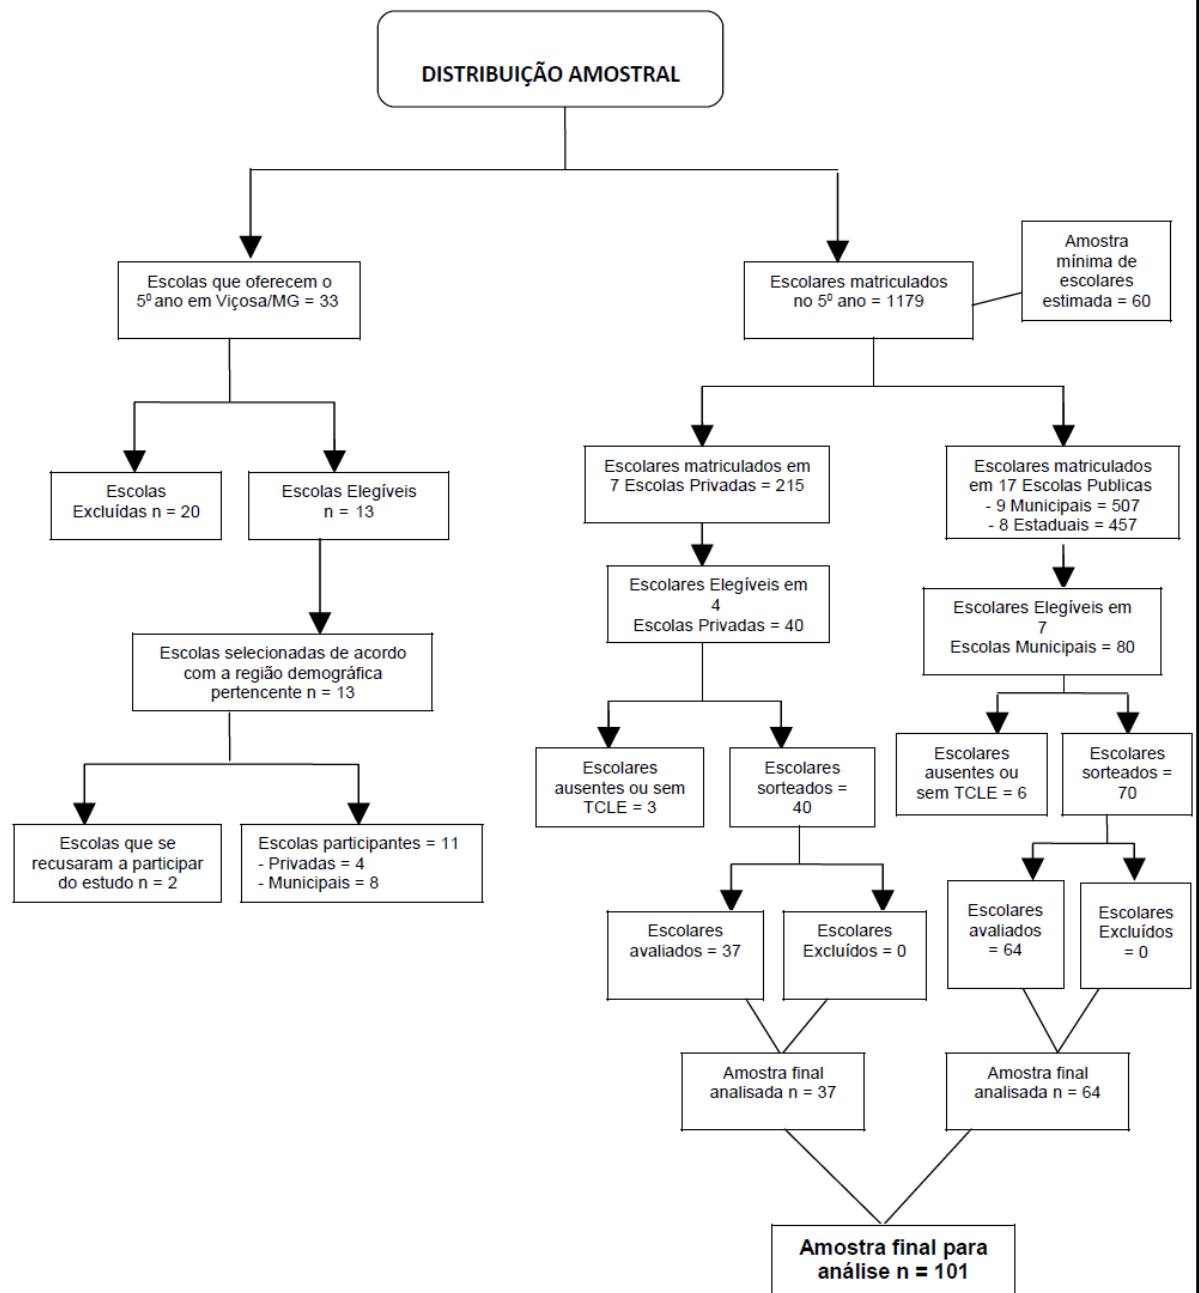 DISTRIBUIÇÃO AMOSTRAL
Escolas que oferecem o
5º ano em Viçosa/MG = 33
Escolares matriculados
no 5º ano = 1179
Amostra
mínima de
escolares
estimada = 60
Escolas
Excluídas n = 20
Escolas Elegíveis
n = 13
Escolares matriculados em
7 Escolas Privadas = 215
Escolares matriculados
em 17 Escolas Publicas
- 9 Municipais = 507
- 8 Estaduais = 457
Escolares Elegíveis em
4
Escolas Privadas = 40
Escolares Elegíveis em
7
Escolas Municipais = 80
Escolas selecionadas de acordo
com a região demográfica
pertencente n = 13
Escolares
ausentes ou sem
TCLE = 3
Escolares
sorteados =
40
Escolares
ausentes ou
sem TCLE = 6
Escolares
sorteados =
70
Escolas que se
recusaram a participar
do estudo n = 2
Escolas participantes = 11
- Privadas = 4
- Municipais = 8
Escolares
avaliados = 37
Escolares
Excluídos = 0
Escolares
avaliados
= 64
Escolares
Excluídos
= 0
Amostra final
analisada n = 37
Amostra final
analisada n = 64
Amostra final para
análise n = 101